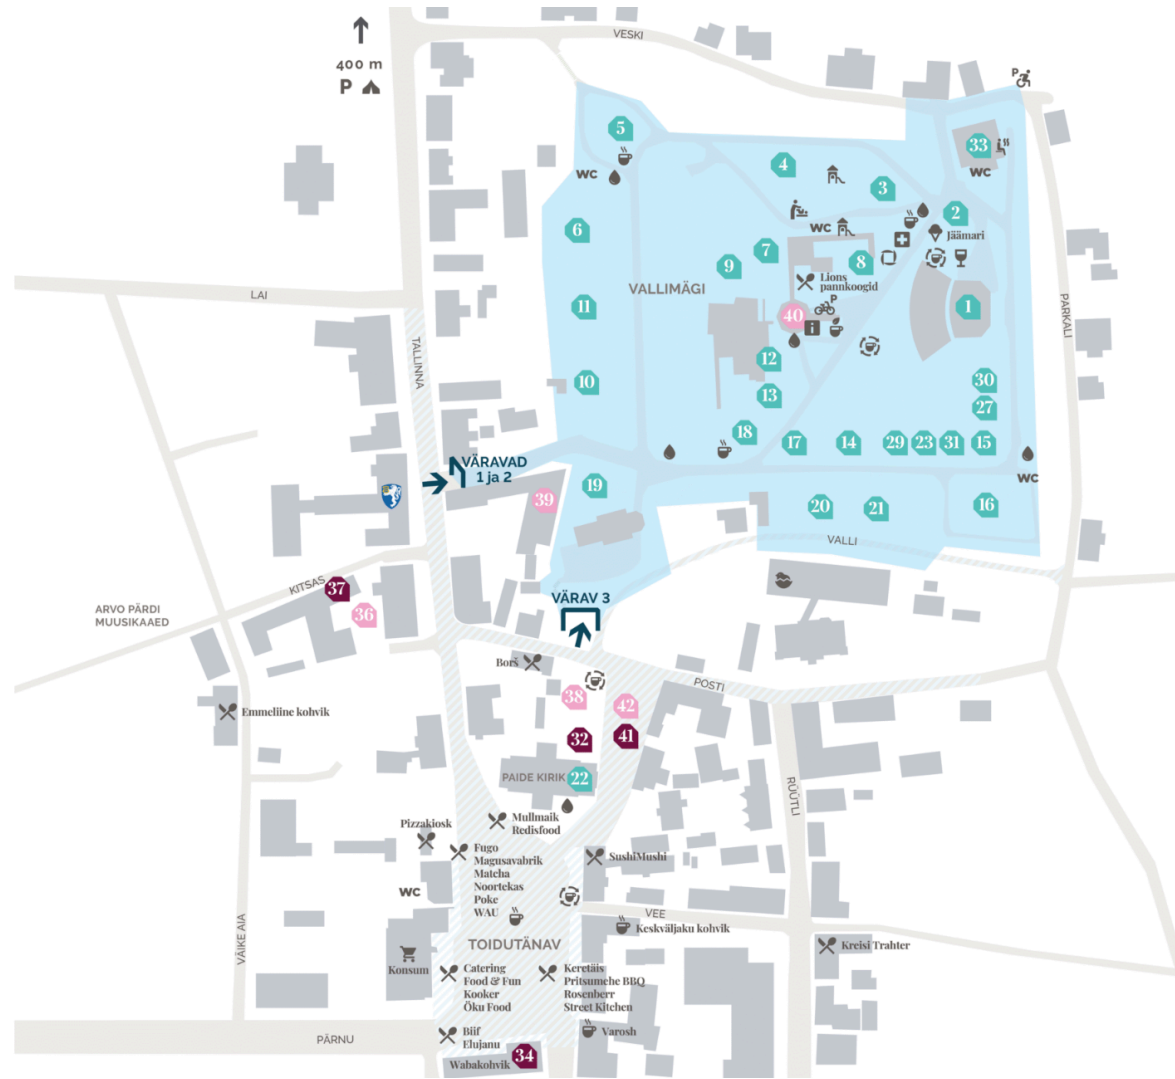 VESKI
400 m
P
P
5
33
4
WC
WC
3
2
6
WC
Jäämari
7
8
9
Lions
pannkoogid
VALLIMÄGI
LAI
11
P
1
PARKALI
40
i
TALLINNA
12
10
13
30
27
18
17
14
29
23
31
15
VÄRAVAD
1 ja 2
WC
19
39
20
21
16
VALLI
KITSAS
37
ARVO PÄRDI
MUUSIKAAED
36
VÄRAV 3
Borš
POSTI
38
42
Emmeliine kohvik
32
41
PAIDE KIRIK
22
RÜÜTLI
Mullmaik
Redisfood
Pizzakiosk
Fugo
Magusavabrik
Matcha
Noortekas
Poke
WAU
SushiMushi
WC
VEE
Keskväljaku kohvik
VÄIKE AIA
TOIDUTÄNAV
Kreisi Trahter
Konsum
Catering
Food & Fun
Kooker
Öku Food
Keretäis
Pritsumehe BBQ
Rosenberr
Street Kitchen
PÄRNU
Biif
Elujanu
Varosh
Wabakohvik
34